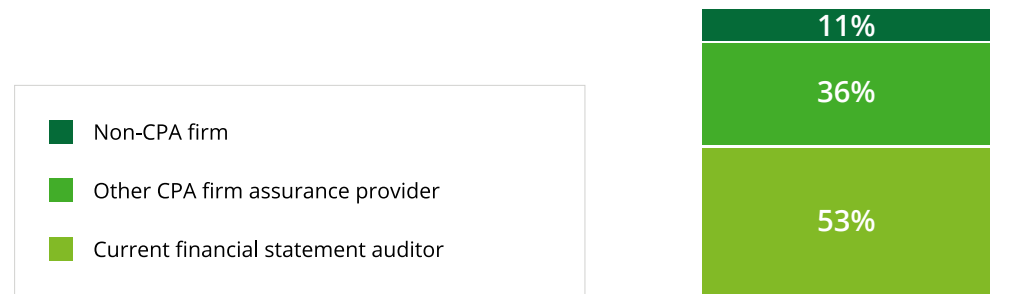 11%
36%
53%
Non-CPA firm
Other CPA firm assurance provider
Current financial statement auditor